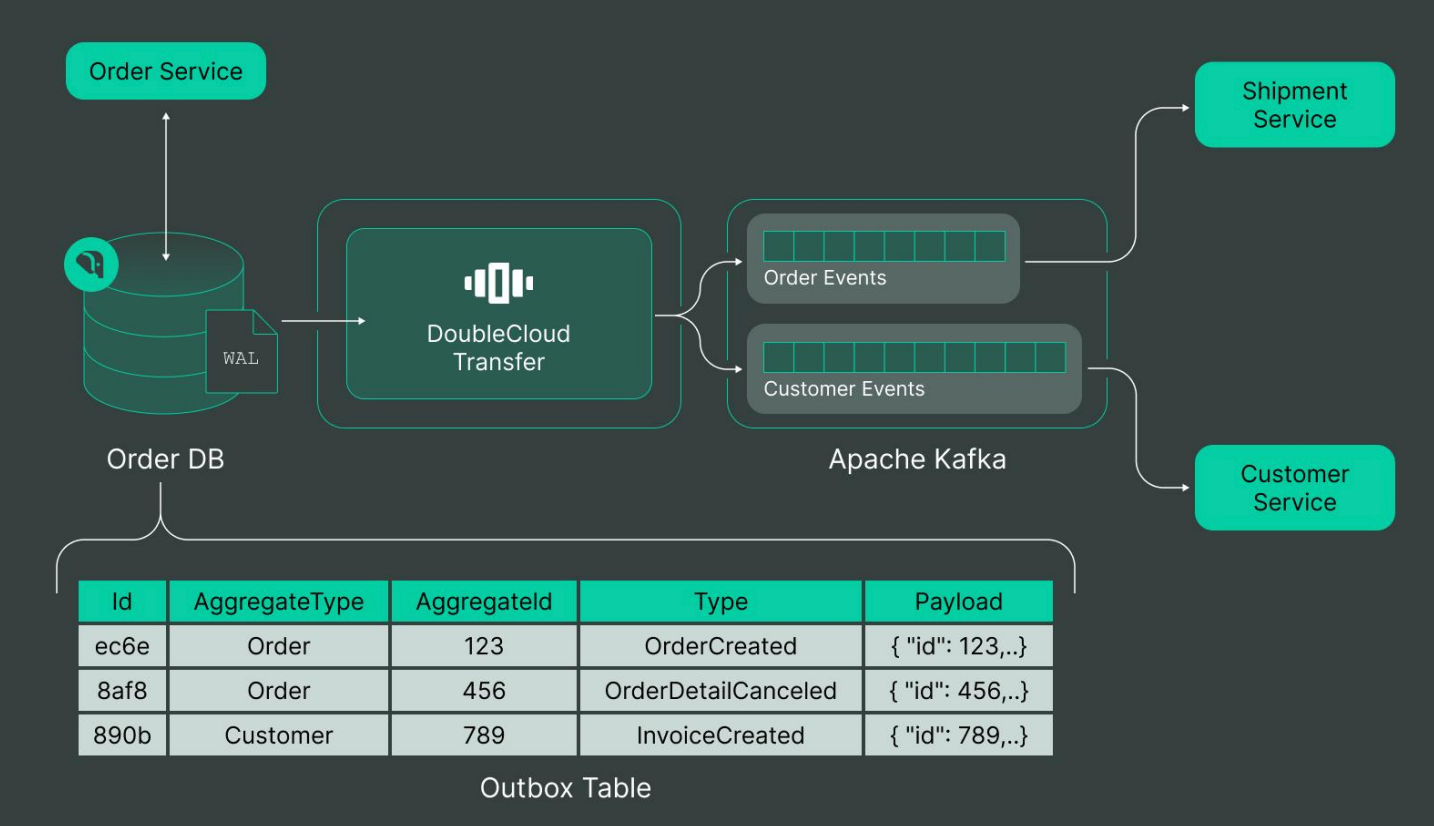 Order Service
Shipment
Service
WAL
DoubleCloud
Transfer
Order Events
Customer Events
Order DB
Apache Kafka
Customer
Service
Id AggregateType AggregateId Type Payload
ec6e Order 123 OrderCreated { "id": 123,..}
8af8 Order 456 OrderDetailCanceled { "id": 456,..}
890b Customer 789 InvoiceCreated { "id": 789,..}
Outbox Table